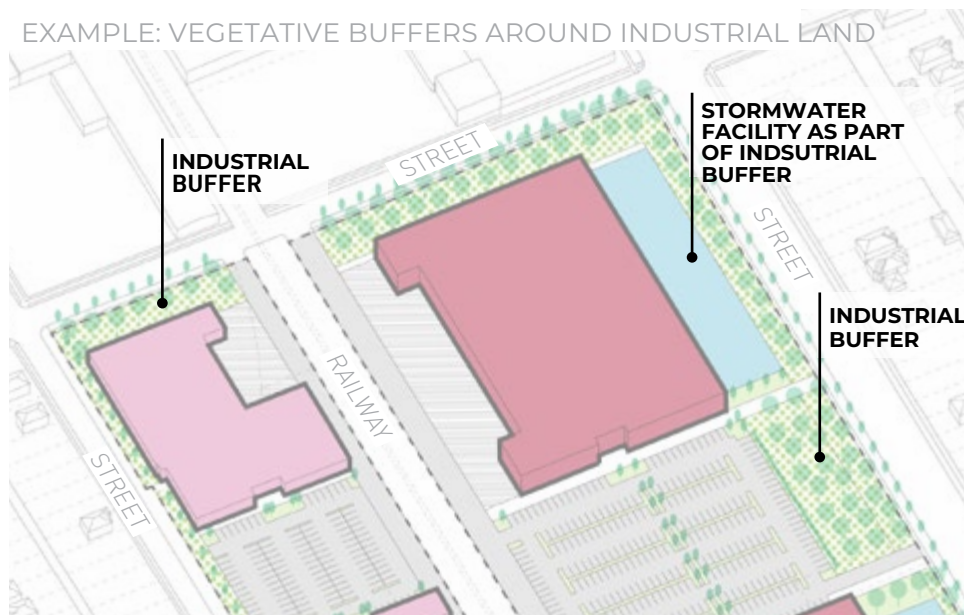 EXAMPLE: VEGETATIVE BUFFERS AROUND INDUSTRIAL LAND
INDUSTRIAL
BUFFER
STREET
STORMWATER
FACILITY AS PART
OF INDSUTRIAL
BUFFER
STREET
INDUSTRIAL
BUFFER
RAILWAY
STREET